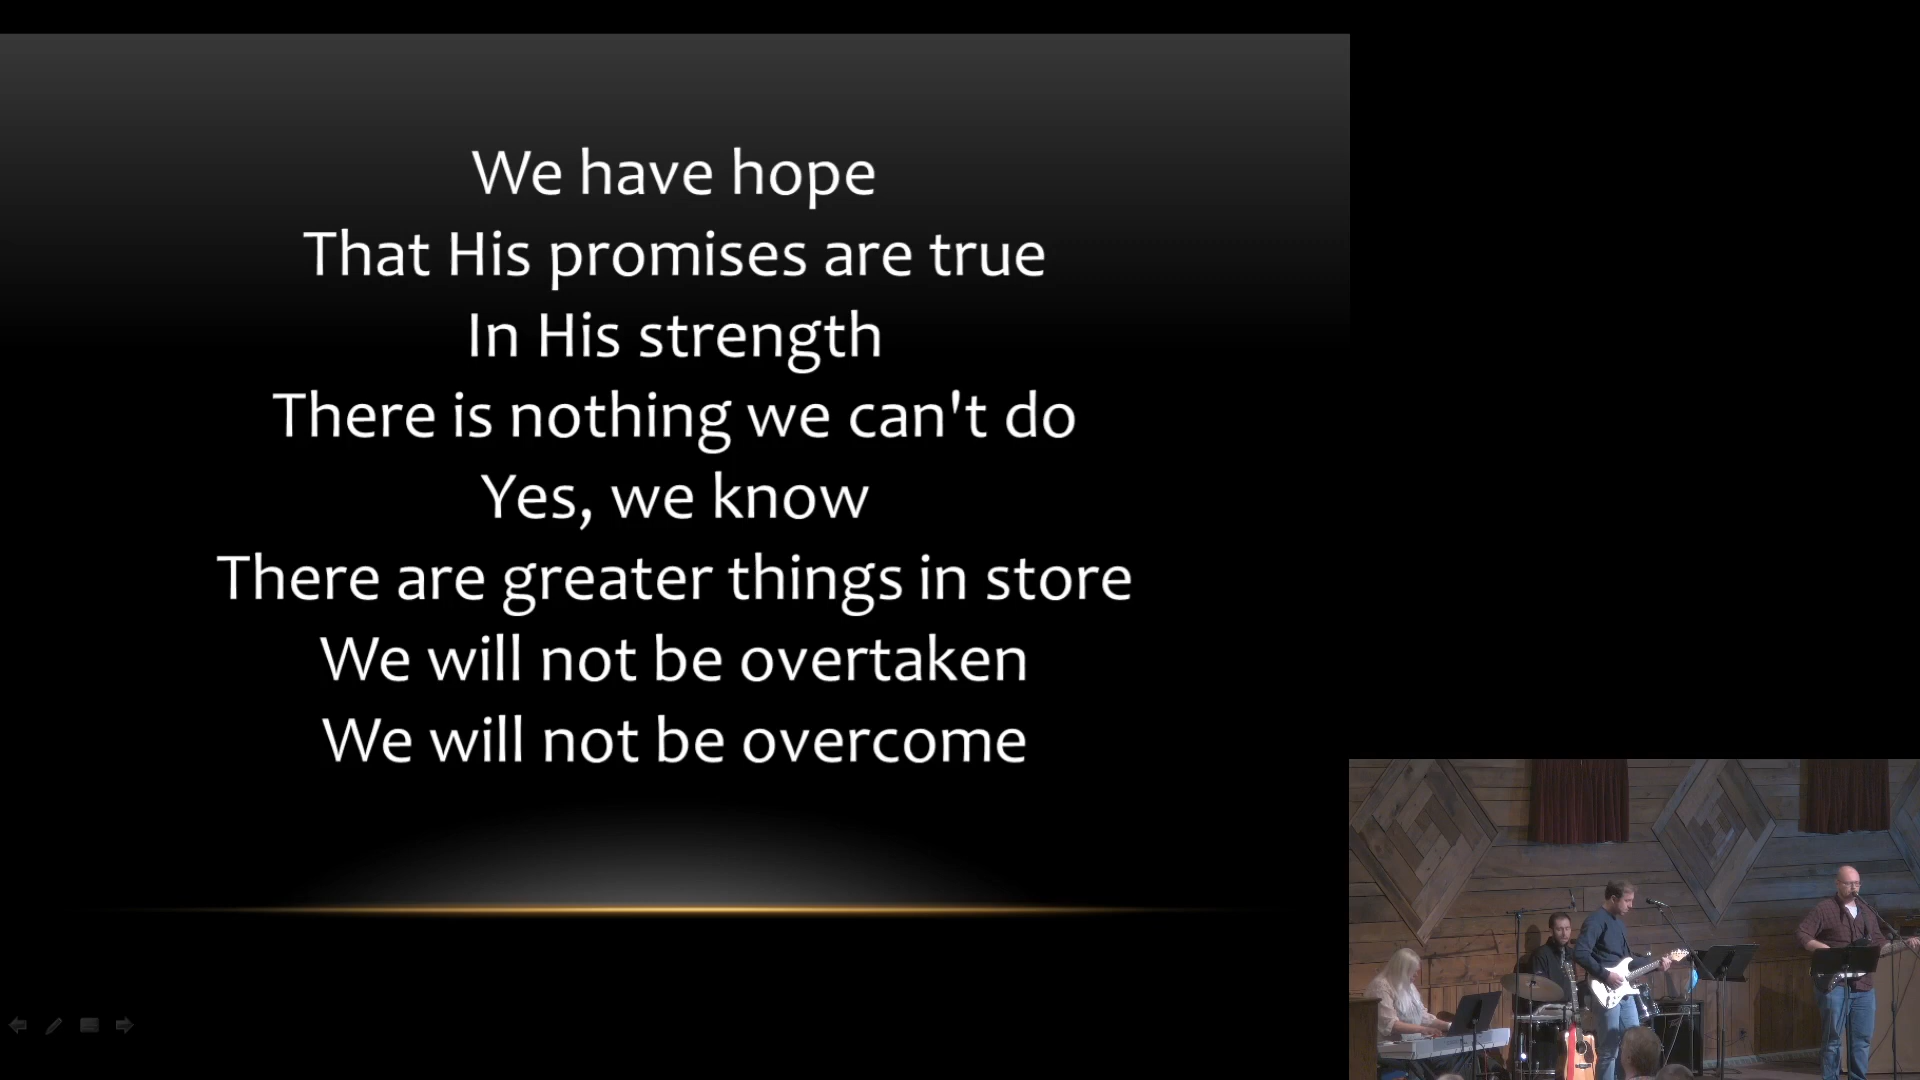 We have hope
That His promises are true
In His strength
There is nothing we can't do
Yes, we know
There are greater things in store
We will not be overtaken
We will not be overcome